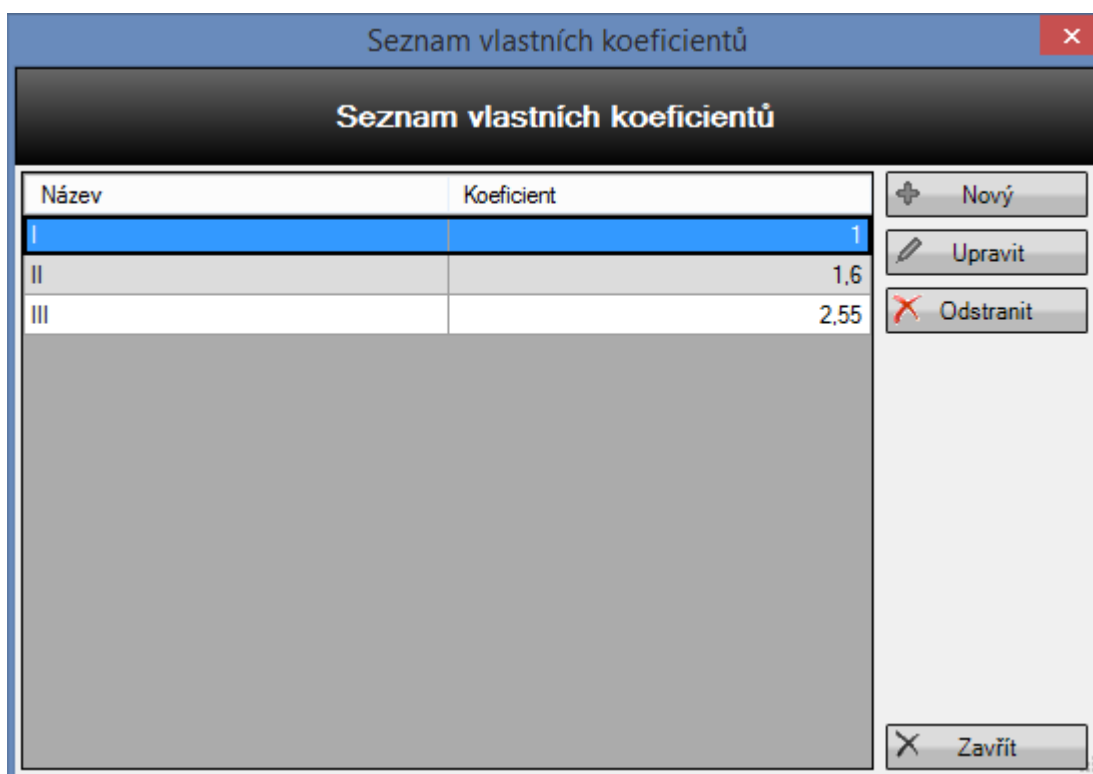 Seznam vlastních koeficientů
Seznam vlastních koeficientů
Název Koeficient
I 1
II 1,6
III 2,55
Nový
Upravit
Odstranit
Zavřít